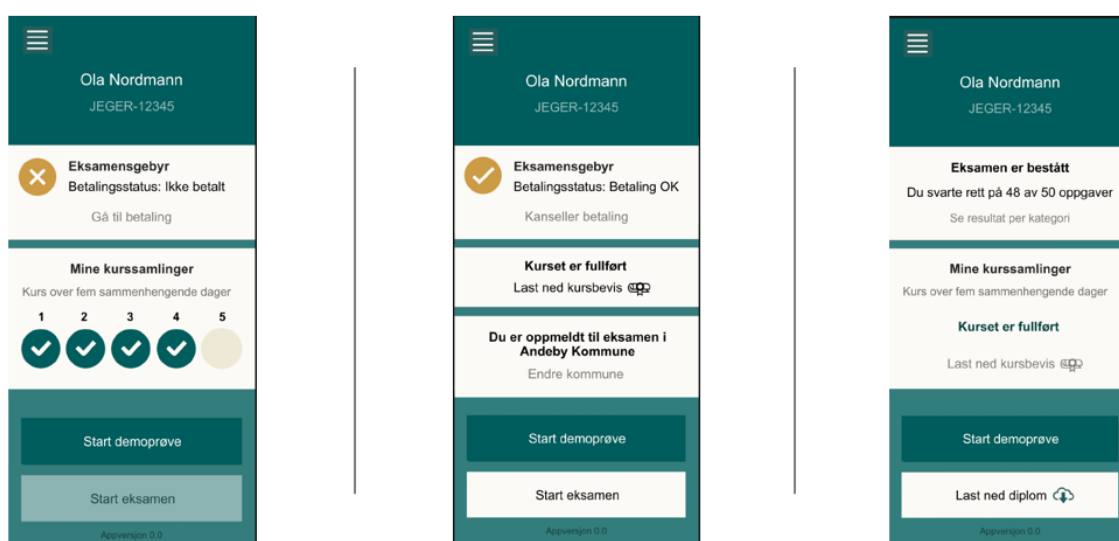 Ola Nordmann
JEGER-12345
Eksamensgebyr
Betalingsstatus: Ikke betalt
Gå til betaling
Mine kurssamlinger
Kurs over fem sammenhengende dager
1 2 3 4 5
Start demoprøve
Start eksamen
Appversjon 0.0
Ola Nordmann
JEGER-12345
Eksamensgebyr
Betalingsstatus: Betaling OK
Kanseller betaling
Kurset er fullført
Last ned kursbevis
Du er oppmeldt til eksamen i
Andeby Kommune
Endre kommune
Start demoprøve
Start eksamen
Appversjon 0.0
Ola Nordmann
JEGER-12345
Eksamen er bestått
Du svarte rett på 48 av 50 oppgaver
Se resultat per kategori
Mine kurssamlinger
Kurs over fem sammenhengende dager
Kurset er fullført
Last ned kursbevis
Start demoprøve
Last ned diplom
Appversjon 0.0